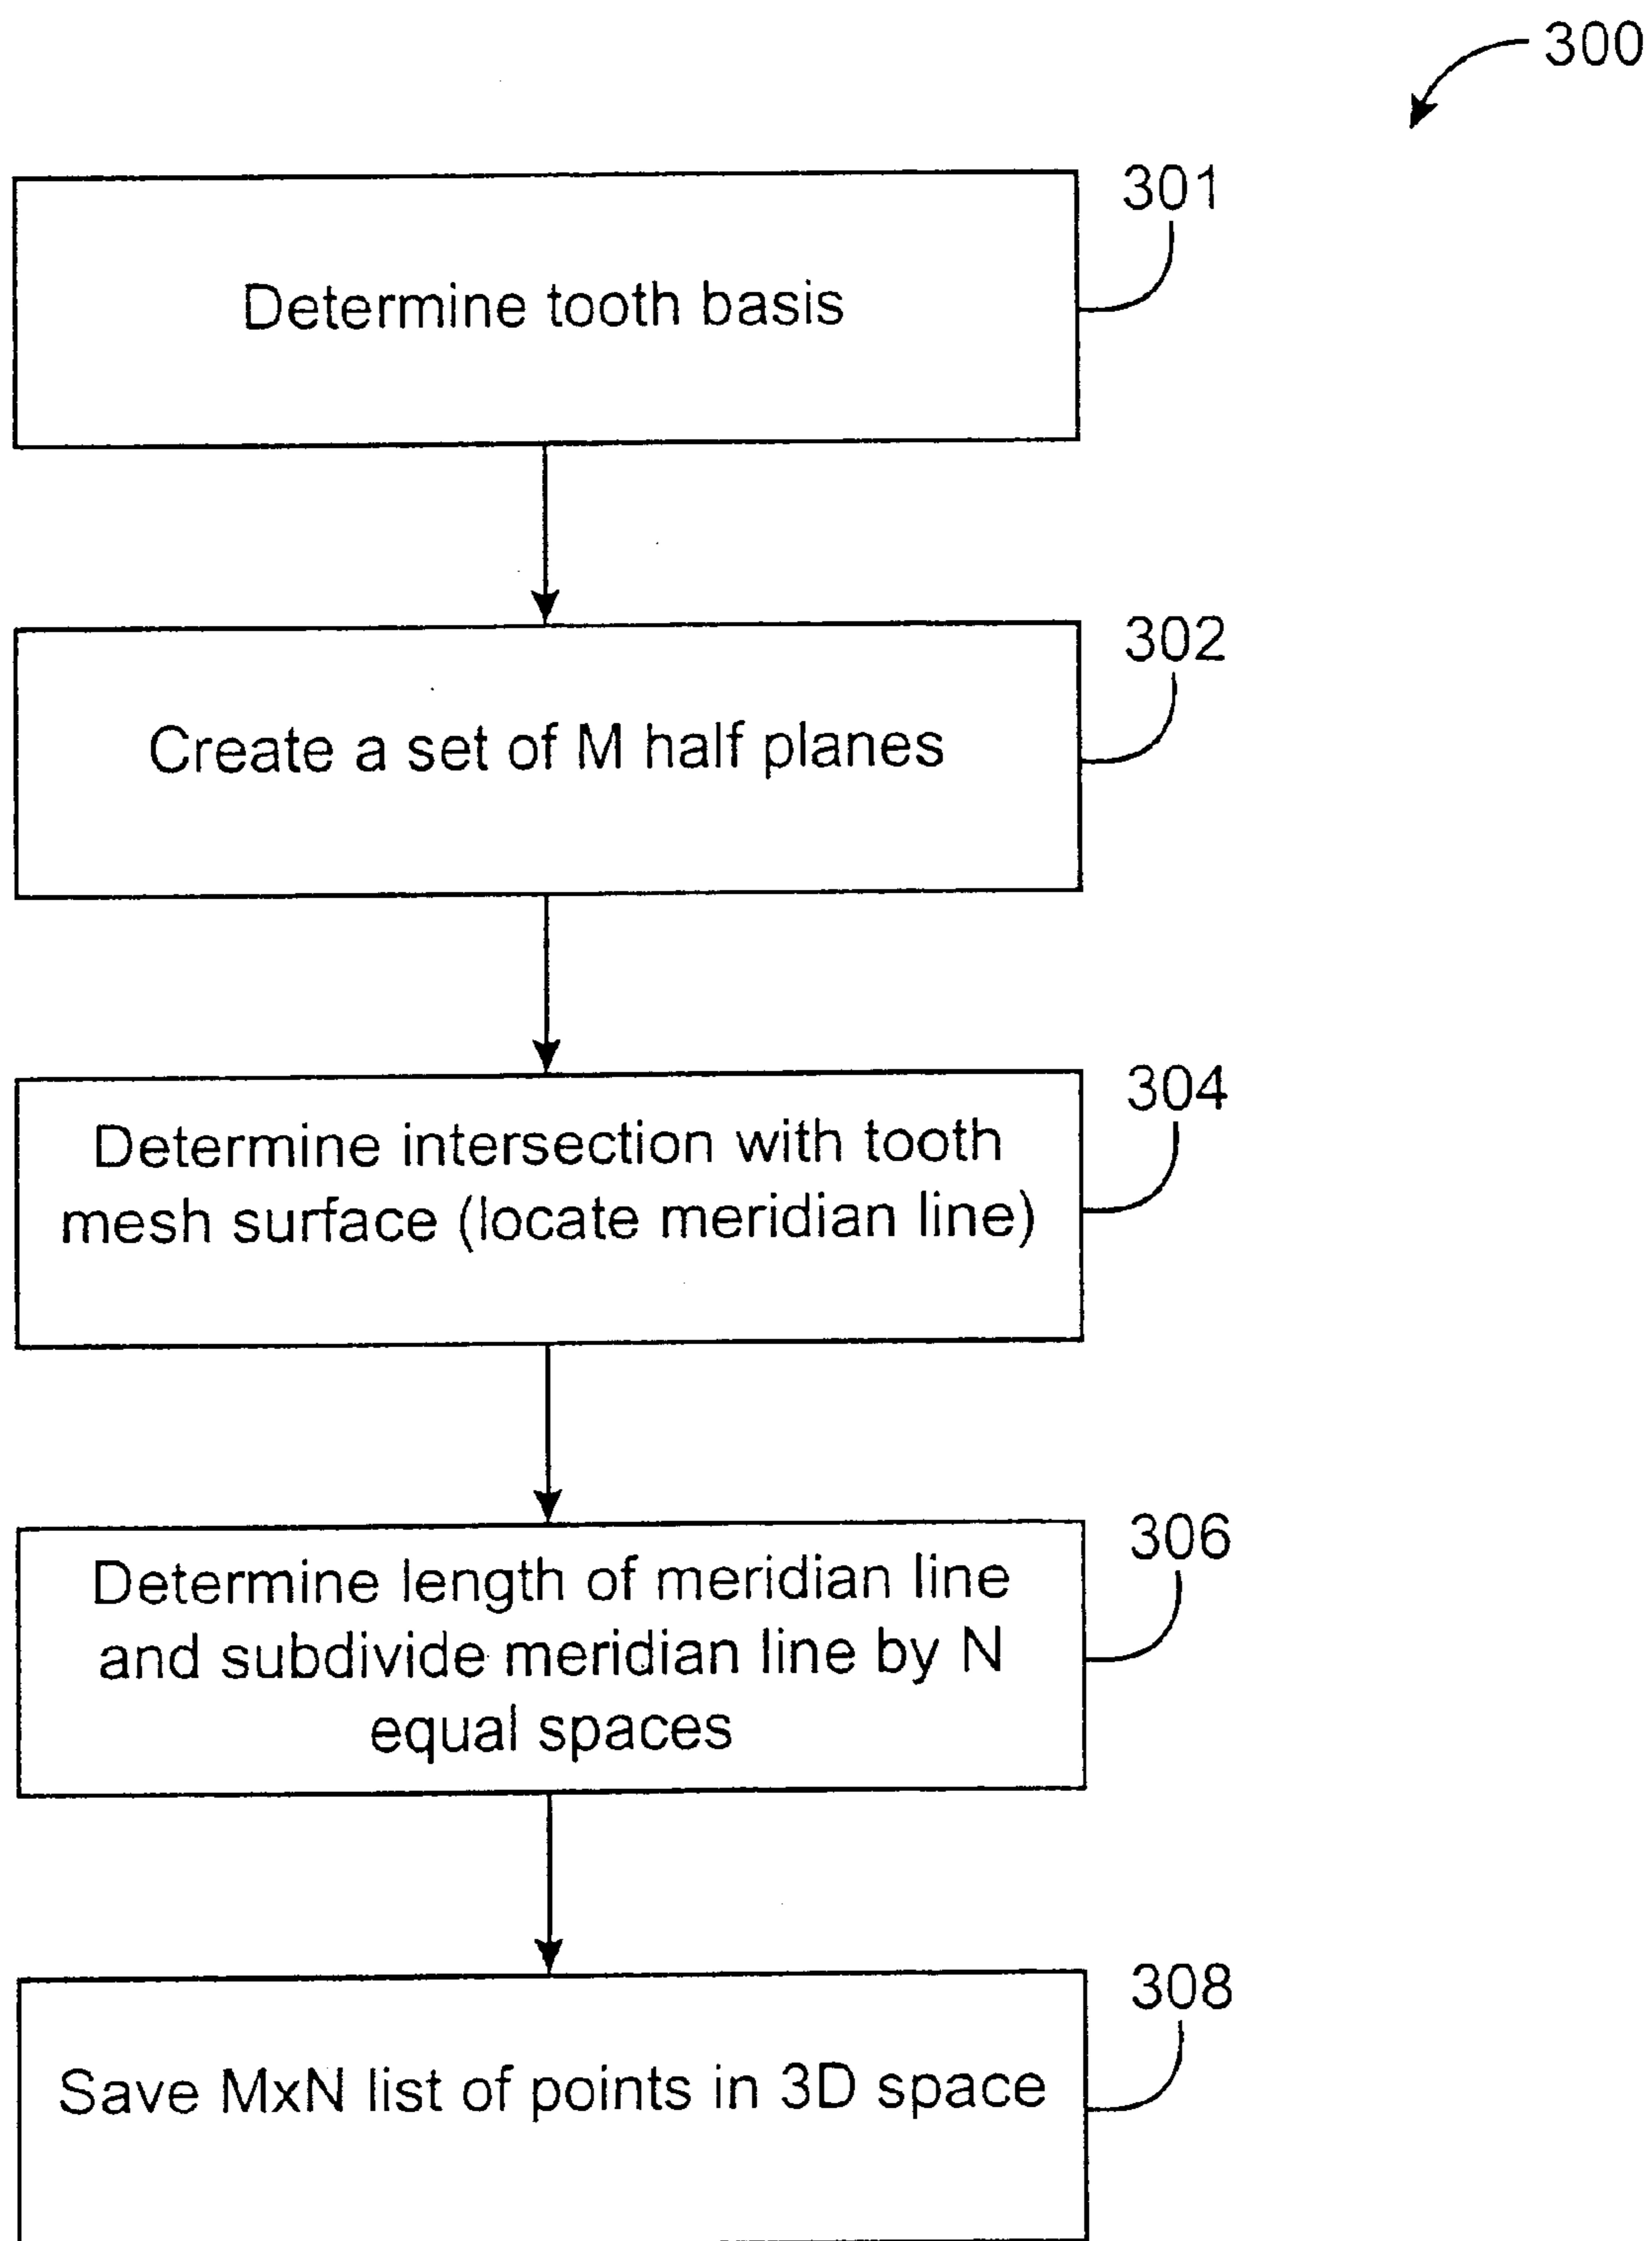 300
301
Determine tooth basis
302
Create a set of M half planes
304
Determine intersection with tooth
mesh surface (locate meridian line)
306
Determine length of meridian line
and subdivide meridian line by N
equal spaces
308
Save MxN list of points in 3D space